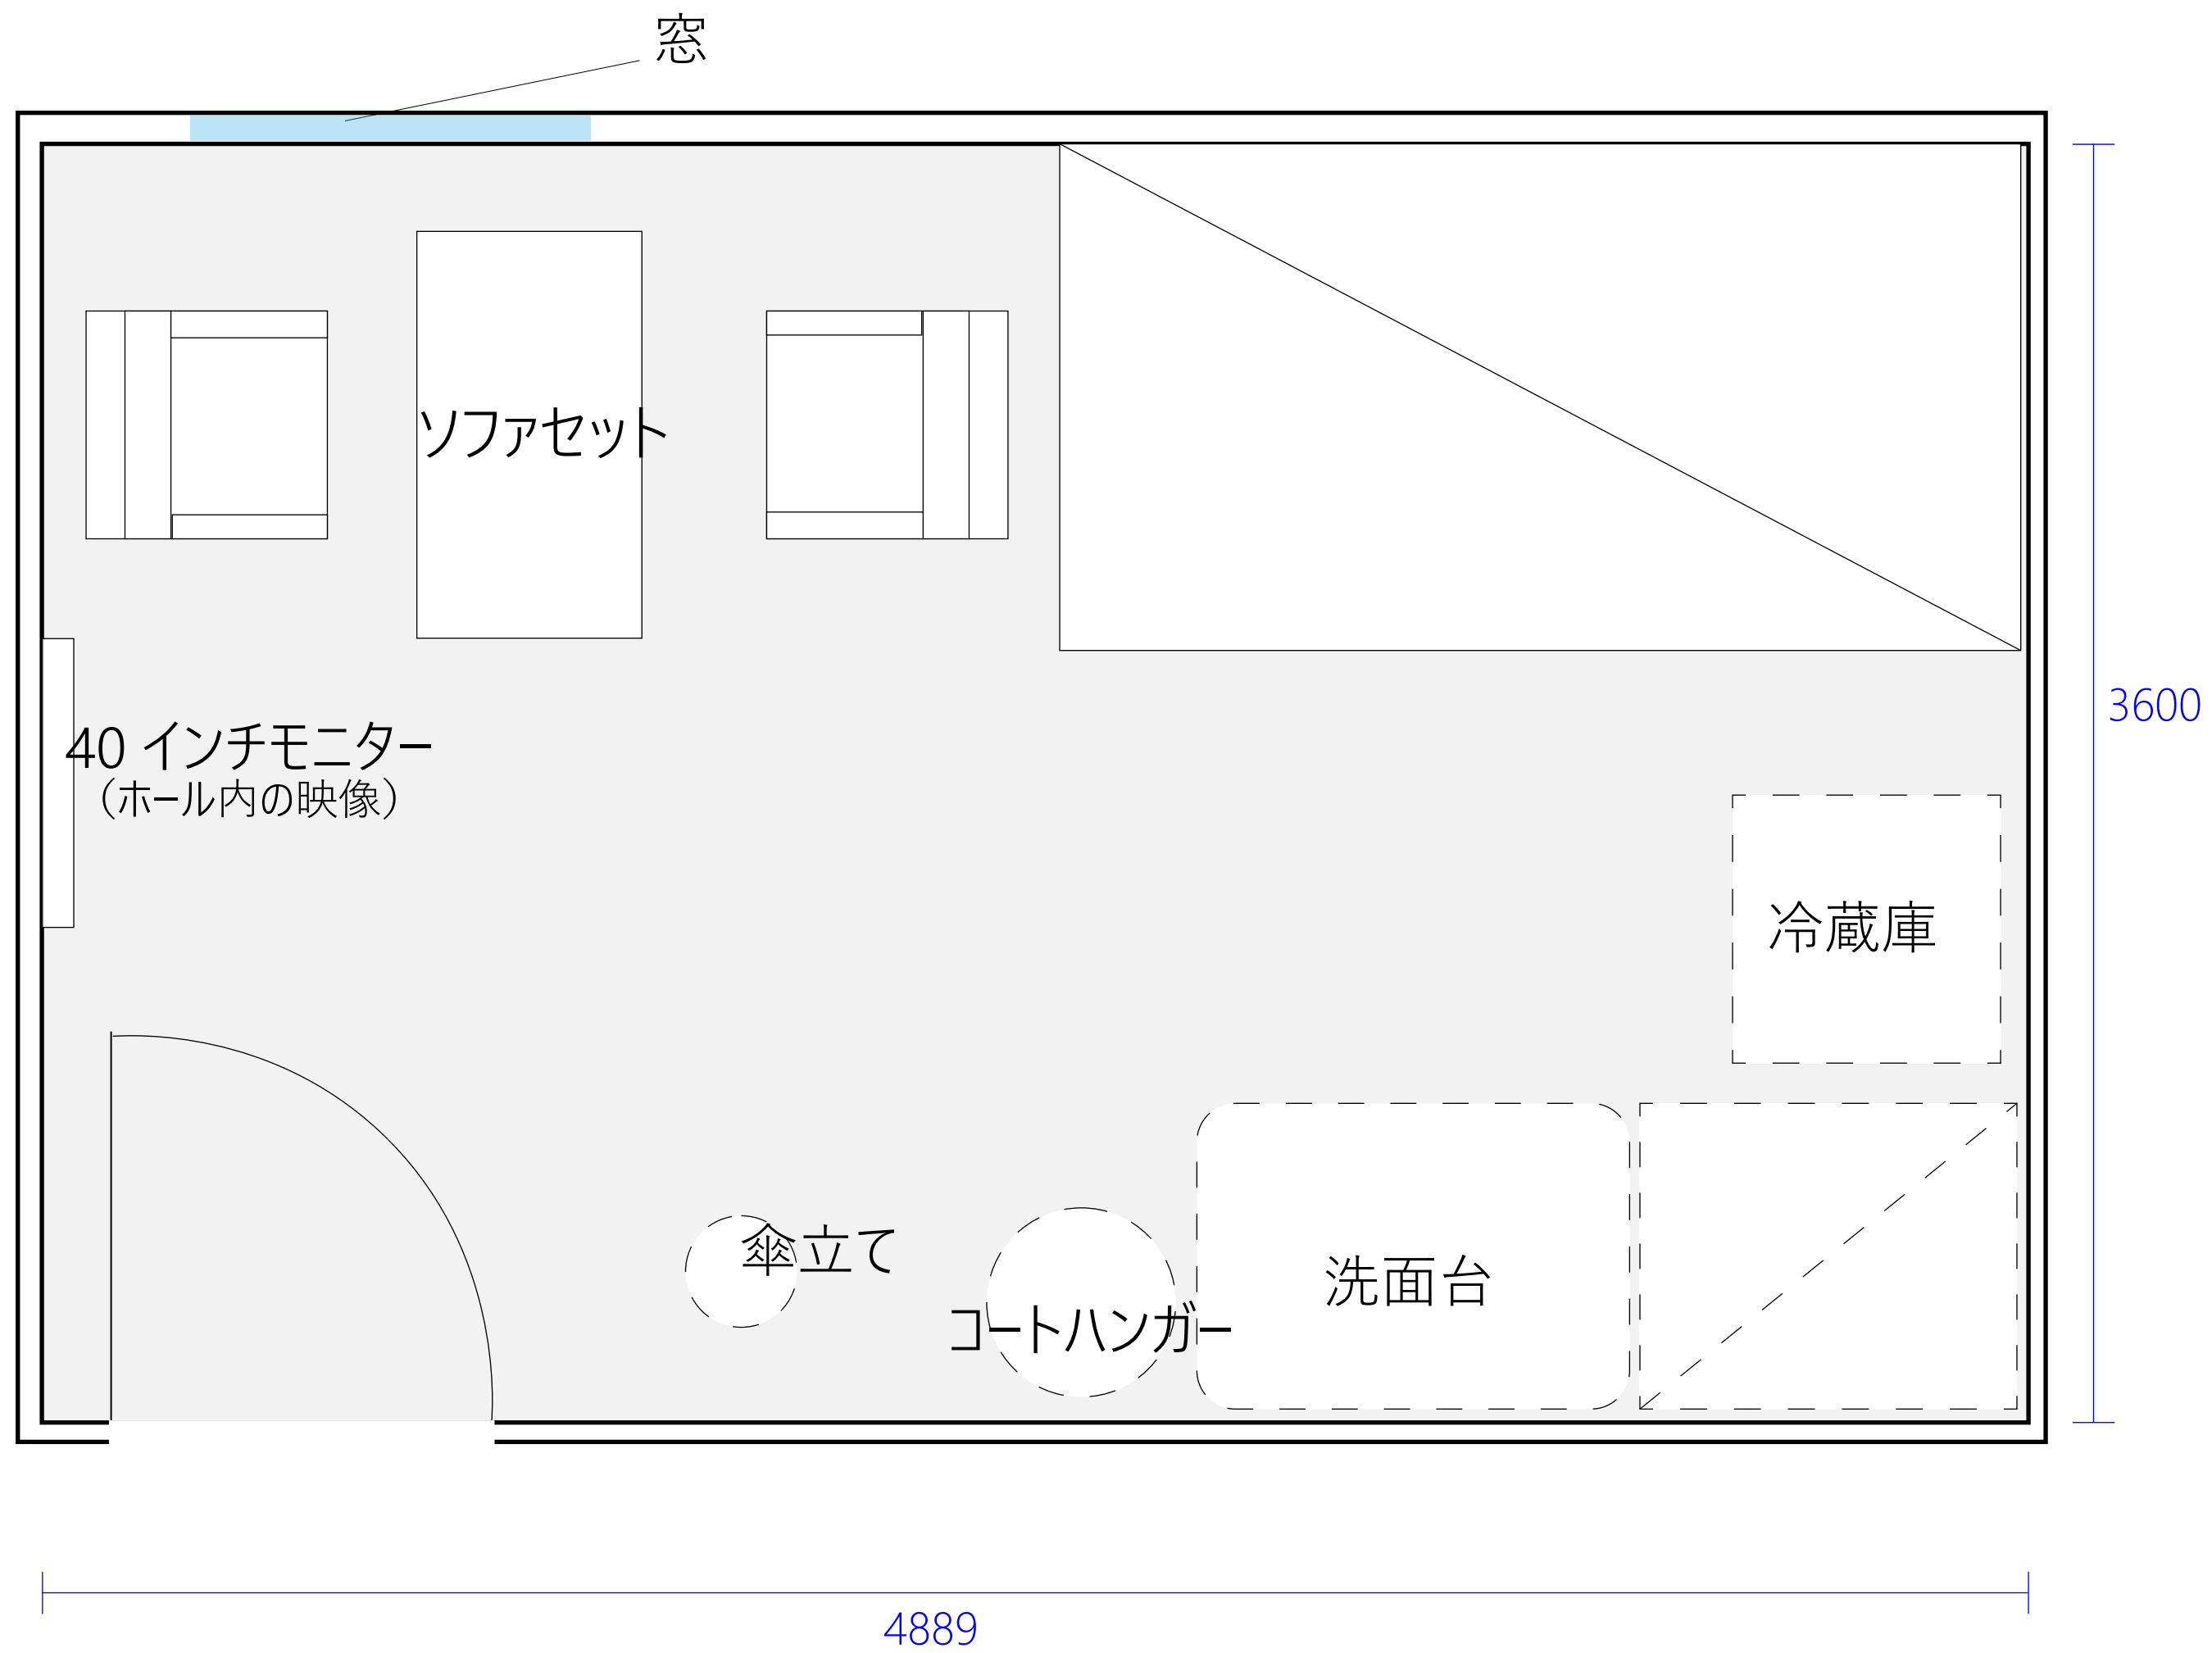 窓
ソファセット
3600
40 インチモニター
(ホール内の映像)
冷蔵庫
傘立て
コートハンガー
洗面台
4889